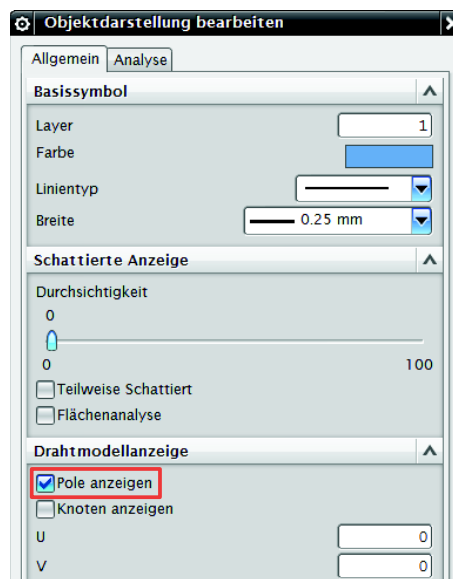 Objektdarstellung bearbeiten
Allgemein Analyse
Basissymbol
Layer 1
Farbe
Linientyp
Breite 0.25 mm
Schattierte Anzeige
Durchsichtigkeit
0
0 100
Teilweise Schattiert
Flächenanalyse
Drahtmodellanzeige
Pole anzeigen
Knoten anzeigen
U 0
V 0